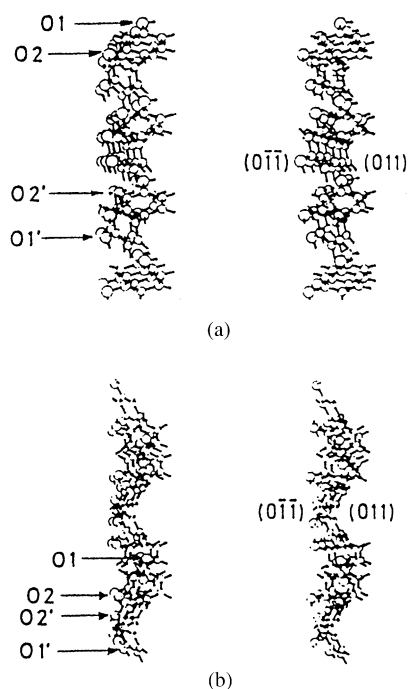 O1
O2
(01̄1̄) (011)
O2'
O1'
(a)
(01̄1̄) (011)
O1
O2
O2'
O1'
(b)